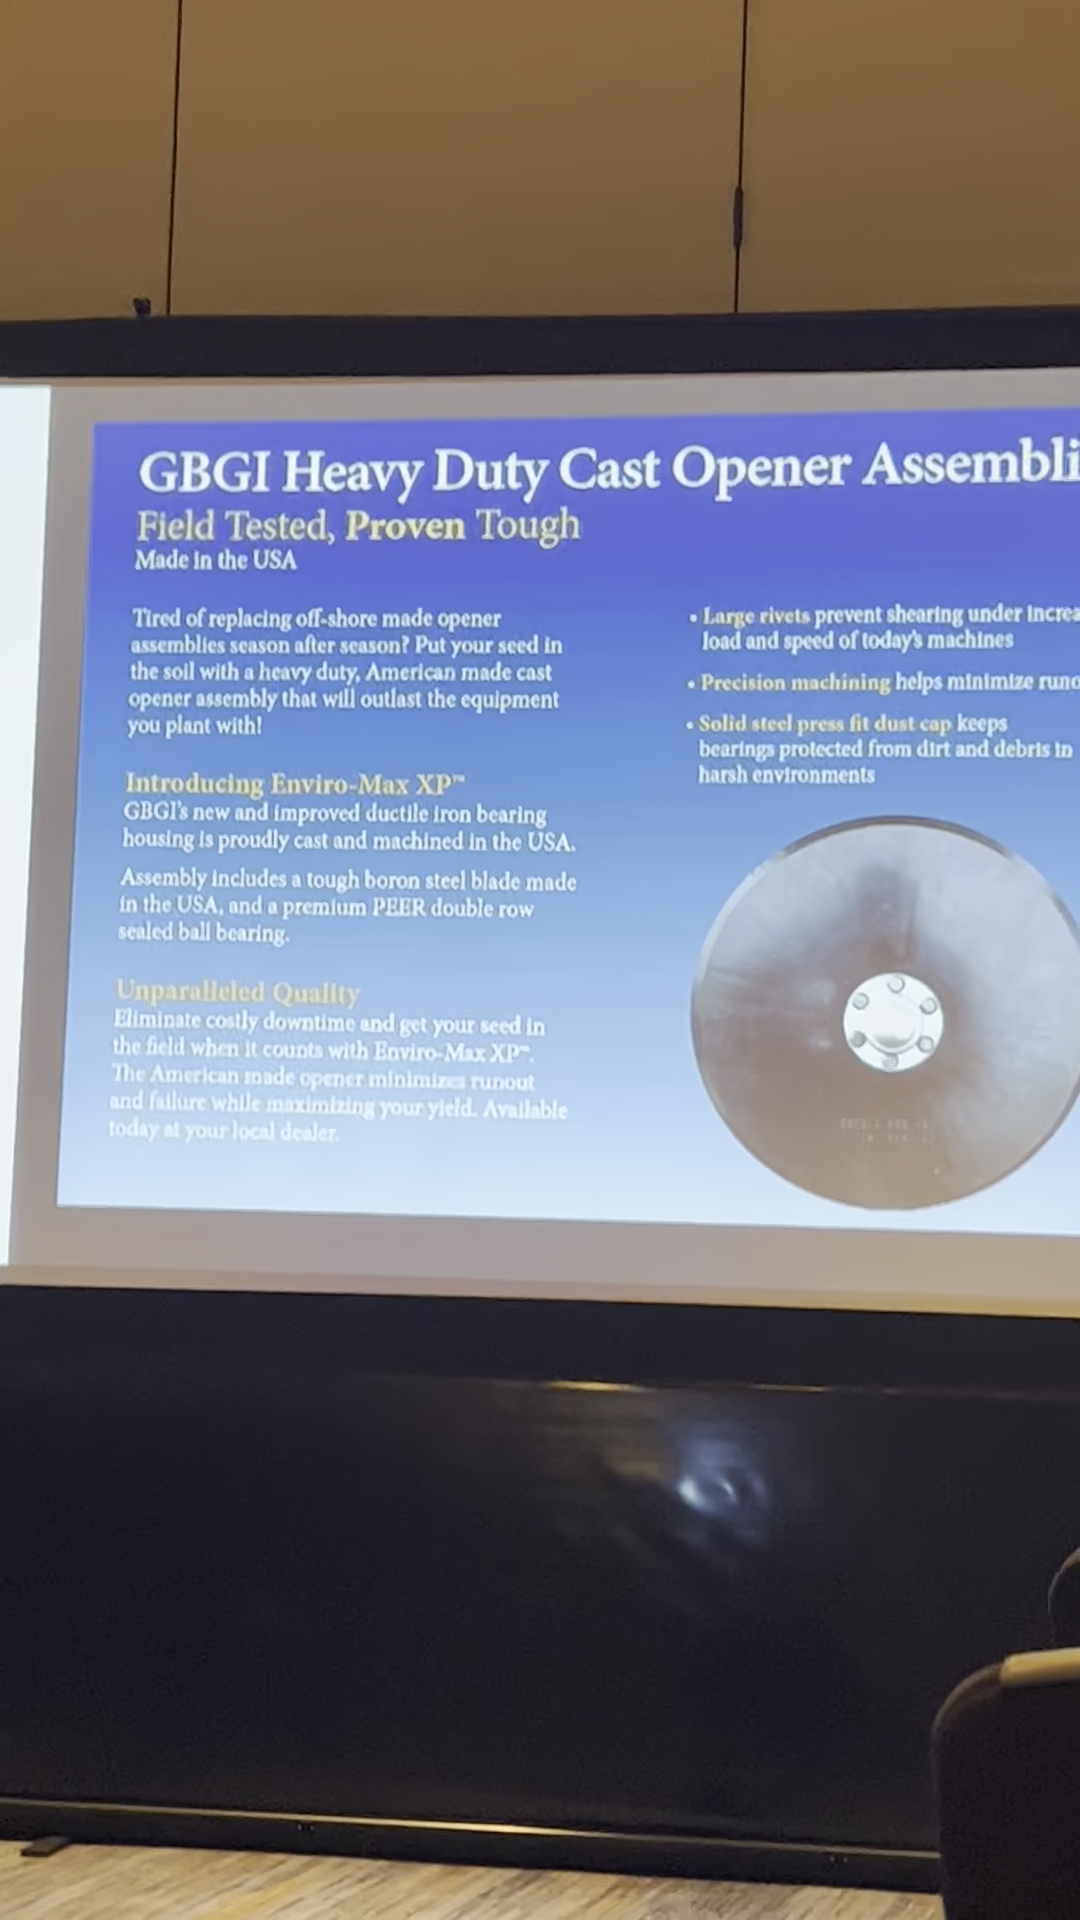 GBGI Heavy Duty Cast Opener Assembli
Field Tested, Proven Tough
Made in the USA
Tired of replacing off-shore made opener
assemblies season after season? Put your seed in
the soil with a heavy duty, American made cast
opener assembly that will outlast the equipment
you plant with!
Introducing Enviro-Max XP™
GBGI's new and improved ductile iron bearing
housing is proudly cast and machined in the USA.
Assembly includes a tough boron steel blade made
in the USA, and a premium PEER double row
sealed ball bearing.
Unparalleled Quality
Eliminate costly downtime and get your seed in
the field when it counts with Enviro-Max XP™.
The American made opener minimizes runout
and failure while maximizing your yield. Available
today at your local dealer.
• Large rivets prevent shearing under increa
load and speed of today's machines
• Precision machining helps minimize runo
• Solid steel press fit dust cap keeps
bearings protected from dirt and debris in
harsh environments